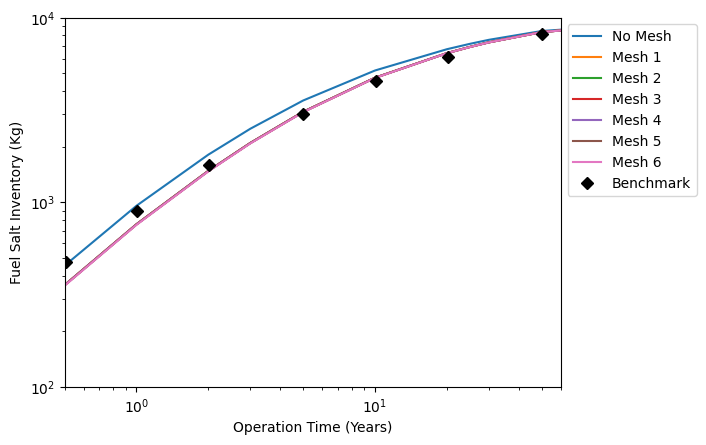 10⁴
10³
10²
Fuel Salt Inventory (Kg)
10⁰
10¹
Operation Time (Years)
No Mesh
Mesh 1
Mesh 2
Mesh 3
Mesh 4
Mesh 5
Mesh 6
Benchmark